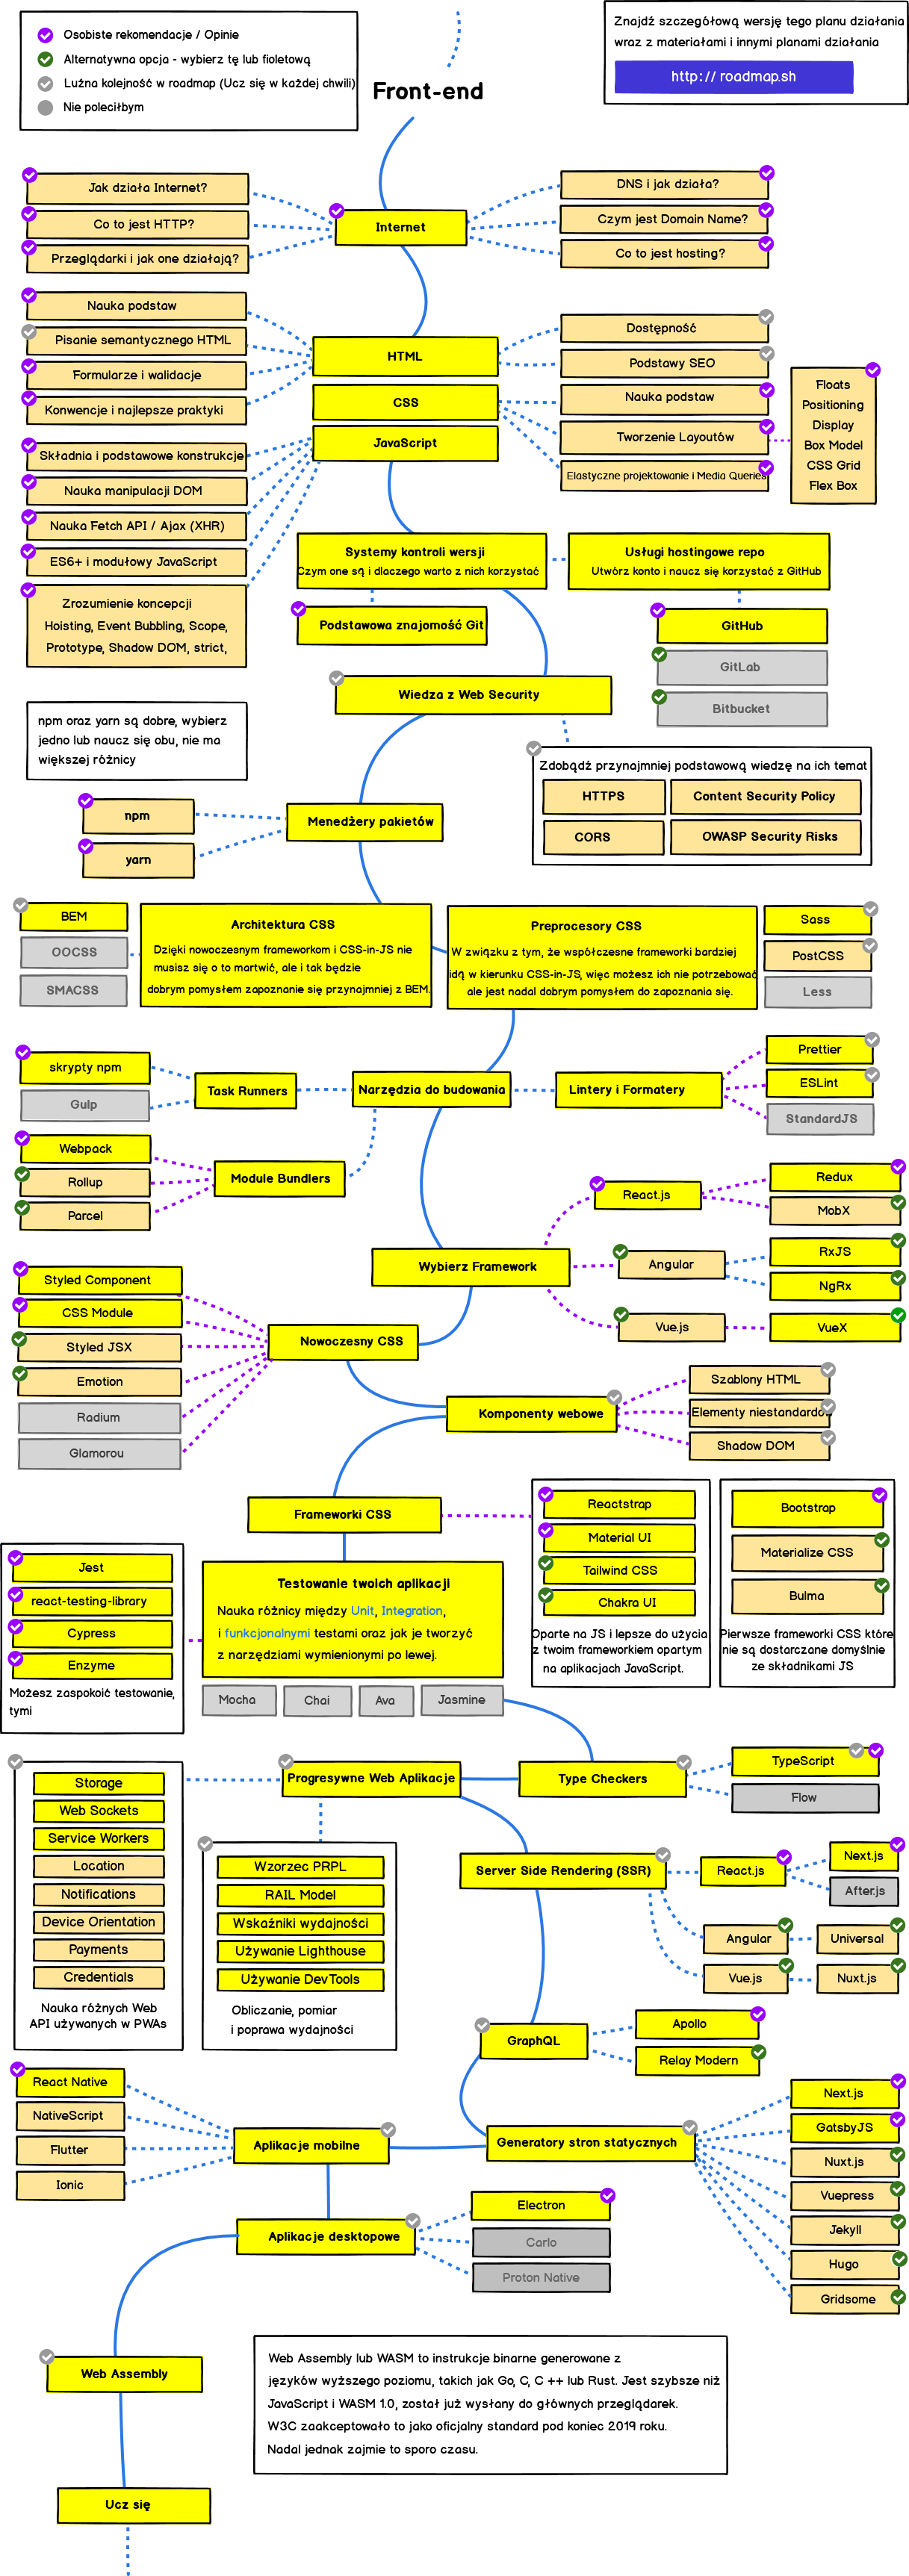 Osobiste rekomendacje / Opinie
Alternatywna opcja - wybierz tę lub fioletową
Luźna kolejność w roadmap (Ucz się w każdej chwili)
Nie poleciłbym
Znajdź szczegółową wersję tego planu działania
wraz z materiałami i innymi planami działania
http://roadmap.sh
Front-end
Jak działa Internet?
Co to jest HTTP?
Przeglądarki i jak one działają?
Internet
DNS i jak działa?
Czym jest Domain Name?
Co to jest hosting?
Nauka podstaw
Pisanie semantycznego HTML
Formularze i walidacje
Konwencje i najlepsze praktyki
HTML
CSS
JavaScript
Dostępność
Podstawy SEO
Nauka podstaw
Tworzenie Layoutów
Elastyczne projektowanie i Media Queries
Floats
Positioning
Display
Box Model
CSS Grid
Flex Box
Składnia i podstawowe konstrukcje
Nauka manipulacji DOM
Nauka Fetch API / Ajax (XHR)
ES6+ i modułowy JavaScript
Zrozumienie koncepcji
Hoisting, Event Bubbling, Scope,
Prototype, Shadow DOM, strict,
Systemy kontroli wersji
Czym one są i dlaczego warto z nich korzystać
Usługi hostingowe repo
Utwórz konto i naucz się korzystać z GitHub
Podstawowa znajomość Git
GitHub
GitLab
Bitbucket
Wiedza z Web Security
npm oraz yarn są dobre, wybierz
jedno lub naucz się obu, nie ma
większej różnicy
Zdobądź przynajmniej podstawową wiedzę na ich temat
HTTPS
Content Security Policy
CORS
OWASP Security Risks
npm
yarn
Menedżery pakietów
BEM
OOCSS
SMACSS
Architektura CSS
Dzięki nowoczesnym frameworkom i CSS-in-JS nie
musisz się o to martwić, ale i tak będzie
dobrym pomysłem zapoznanie się przynajmniej z BEM.
Preprocesory CSS
W związku z tym, że współczesne frameworki bardziej
idą w kierunku CSS-in-JS, więc możesz ich nie potrzebować
ale jest nadal dobrym pomysłem do zapoznania się.
Sass
PostCSS
Less
skrypty npm
Gulp
Task Runners
Narzędzia do budowania
Lintery i Formatery
Prettier
ESLint
StandardJS
Webpack
Rollup
Parcel
Module Bundlers
React.js
Redux
MobX
Wybierz Framework
Angular
RxJS
NgRx
Vue.js
VueX
Styled Component
CSS Module
Styled JSX
Emotion
Radium
Glamorou
Nowoczesny CSS
Komponenty webowe
Szablony HTML
Elementy niestandardow
Shadow DOM
Frameworki CSS
Reactstrap
Material UI
Tailwind CSS
Chakra UI
Oparte na JS i lepsze do użycia
z twoim frameworkiem opartym
na aplikacjach JavaScript.
Bootstrap
Materialize CSS
Bulma
Pierwsze frameworki CSS które
nie są dostarczane domyślnie
ze składnikami JS
Jest
react-testing-library
Cypress
Enzyme
Możesz zaspokoić testowanie,
tymi
Testowanie twoich aplikacji
Nauka różnicy między Unit, Integration,
i funkcjonalnymi testami oraz jak je tworzyć
z narzędziami wymienionymi po lewej.
Mocha
Chai
Ava
Jasmine
Progresywne Web Aplikacje
Type Checkers
TypeScript
Flow
Storage
Web Sockets
Service Workers
Location
Notifications
Device Orientation
Payments
Credentials
Nauka różnych Web
API używanych w PWAs
Wzorzec PRPL
RAIL Model
Wskaźniki wydajności
Używanie Lighthouse
Używanie DevTools
Obliczanie, pomiar
i poprawa wydajności
Server Side Rendering (SSR)
React.js
Next.js
After.js
Angular
Universal
Vue.js
Nuxt.js
GraphQL
Apollo
Relay Modern
React Native
NativeScript
Flutter
Ionic
Aplikacje mobilne
Generatory stron statycznych
Next.js
GatsbyJS
Nuxt.js
Vuepress
Jekyll
Hugo
Gridsome
Aplikacje desktopowe
Electron
Carlo
Proton Native
Web Assembly
Web Assembly lub WASM to instrukcje binarne generowane z
języków wyższego poziomu, takich jak Go, C, C ++ lub Rust. Jest szybsze niż
JavaScript i WASM 1.0, został już wysłany do głównych przeglądarek.
W3C zaakceptowało to jako oficjalny standard pod koniec 2019 roku.
Nadal jednak zajmie to sporo czasu.
Ucz się